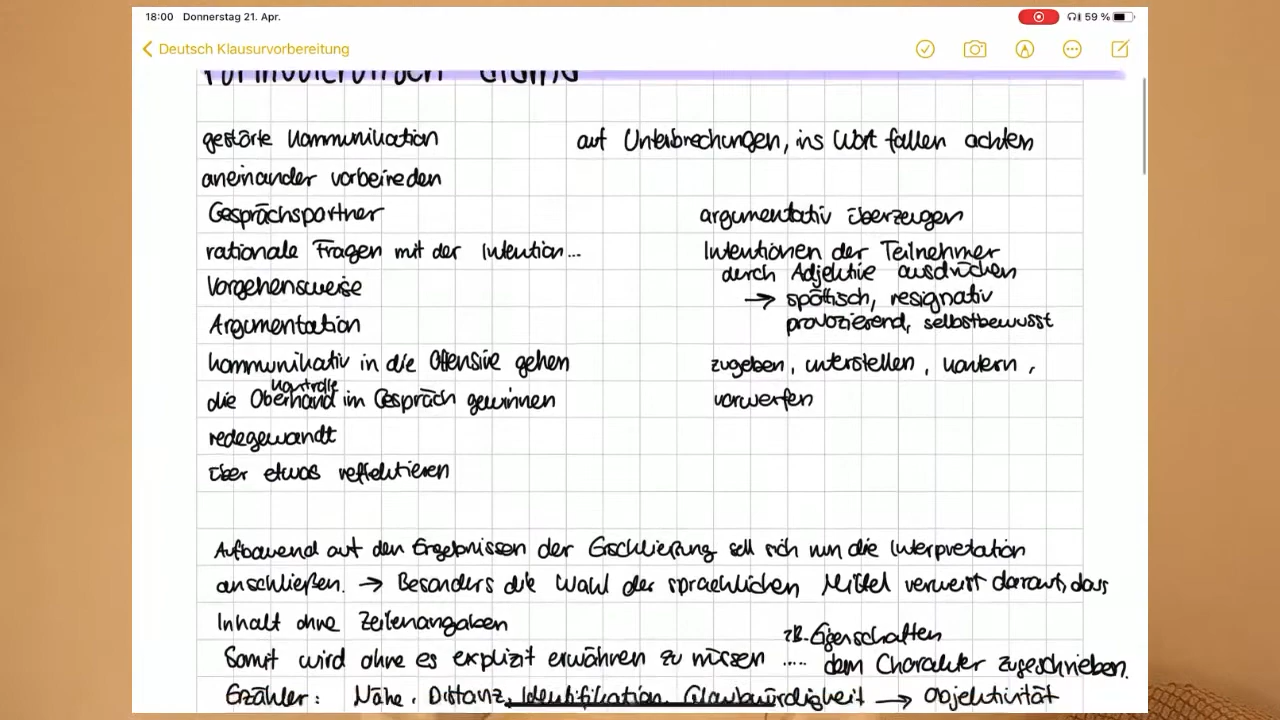 18:00 Donnerstag 21. Apr. 59 %
Deutsch Klausurvorbereitung
Formulierungen Drama
gestörte Kommunikation
auf Unterbrechungen, ins Wort fallen achten
aneinander vorbeireden
Gesprächspartner
argumentativ überzeugen
rationale Fragen mit der Intention...
Intentionen der Teilnehmer
durch Adjektive ausdrücken
Vorgehensweise
→ spöttisch, resignativ
Argumentation
provozierend, selbstbewusst
kommunikativ in die Offensive gehen
zugeben, unterstellen, kontern,
Kontrolle
die Oberhand im Gespräch gewinnen
vorwerfen
redegewandt
über etwas reflektieren
Aufbauend auf den Ergebnissen der Erschließung soll sich nun die Interpretation
anschließen. → Besonders die Wahl der sprachlichen Mittel verweist darauf, dass
Inhalt ohne Zeilenangaben
zB. Eigenschaften
Somit wird ohne es explizit erwähren zu müssen ..... dem Charakter zugeschrieben.
Erzähler: Nähe, Distanz, Identifikation, Glaubwürdigkeit → Objektivität